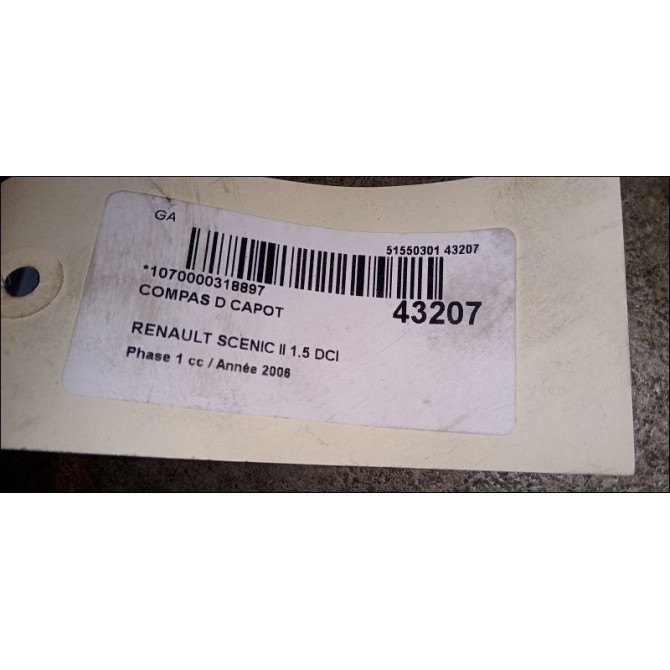 GA
51550301 43207
*1070000318897
COMPAS D CAPOT
43207
RENAULT SCENIC II 1.5 DCI
Phase 1 cc / Année 2006